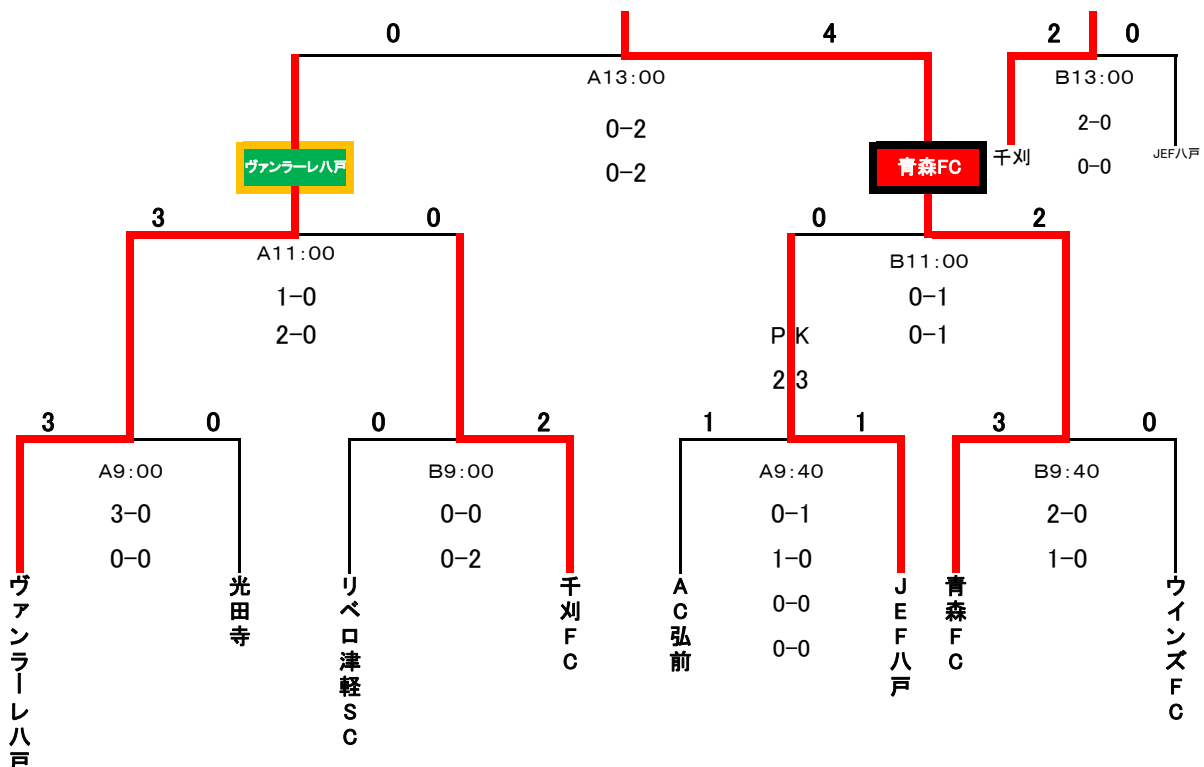 0 4 2 0
A13:00 B13:00
0-2 2-0
0-2 0-0
ヴァンラーレ八戸 青森FC 千刈 JEF八戸
3 0 0 2
A11:00 B11:00
1-0 0-1
2-0 PK 0-1
2 3
3 0 0 2 1 1 3 0
A9:00 B9:00 A9:40 B9:40
3-0 0-0 0-1 2-0
0-0 0-2 1-0 1-0
0-0
0-0
ヴァンラーレ八戸
光田寺
リベロ津軽SC
千刈FC
AC弘前
JEF八戸
青森FC
ウインズFC